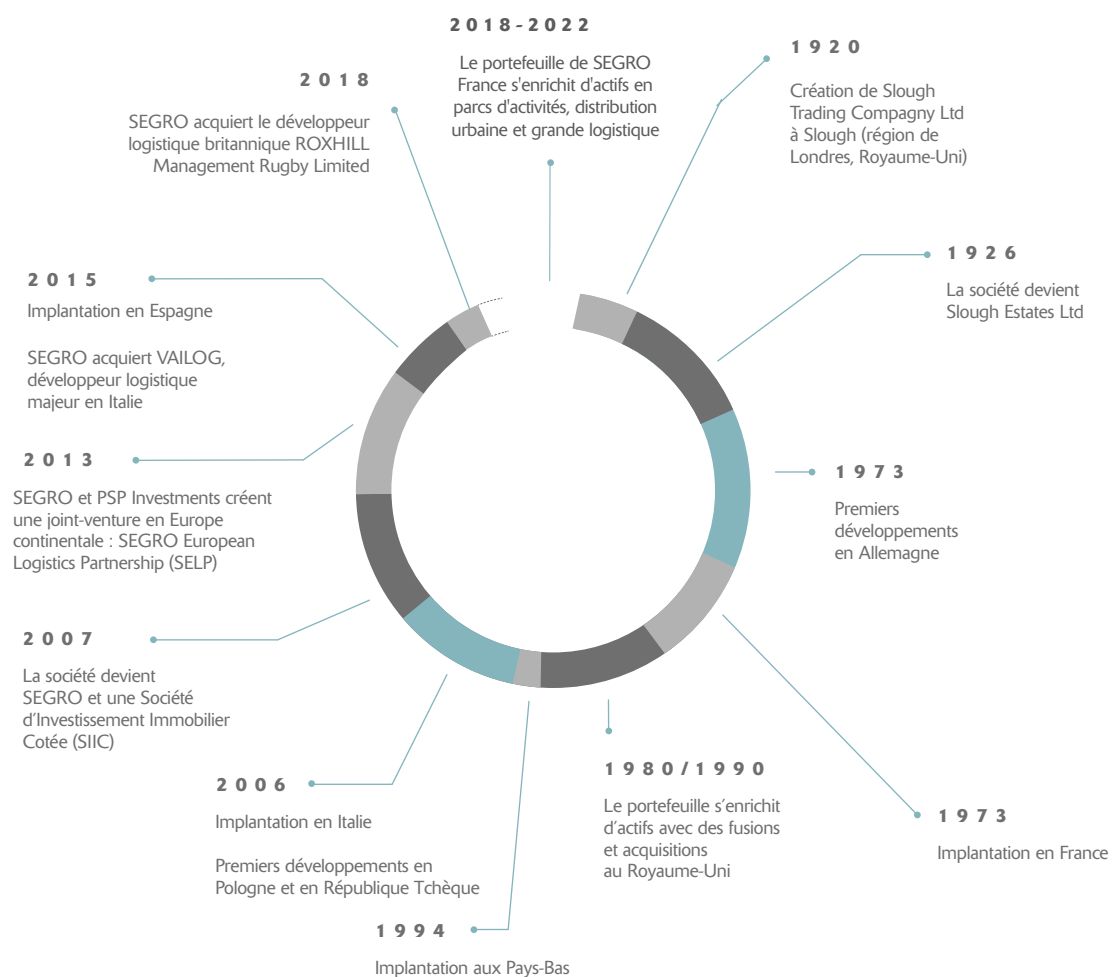 2018-2022
Le portefeuille de SEGRO
France s'enrichit d'actifs en
parcs d'activités, distribution
urbaine et grande logistique
1920
Création de Slough
Trading Compagny Ltd
à Slough (région de
Londres, Royaume-Uni)
1926
La société devient
Slough Estates Ltd
1973
Premiers
développements
en Allemagne
1973
Implantation en France
1980/1990
Le portefeuille s’enrichit
d’actifs avec des fusions
et acquisitions
au Royaume-Uni
1994
Implantation aux Pays-Bas
2006
Implantation en Italie
Premiers développements en
Pologne et en République Tchèque
2007
La société devient
SEGRO et une Société
d’Investissement Immobilier
Cotée (SIIC)
2013
SEGRO et PSP Investments créent
une joint-venture en Europe
continentale : SEGRO European
Logistics Partnership (SELP)
2015
Implantation en Espagne
SEGRO acquiert VAILOG,
développeur logistique
majeur en Italie
2018
SEGRO acquiert le développeur
logistique britannique ROXHILL
Management Rugby Limited